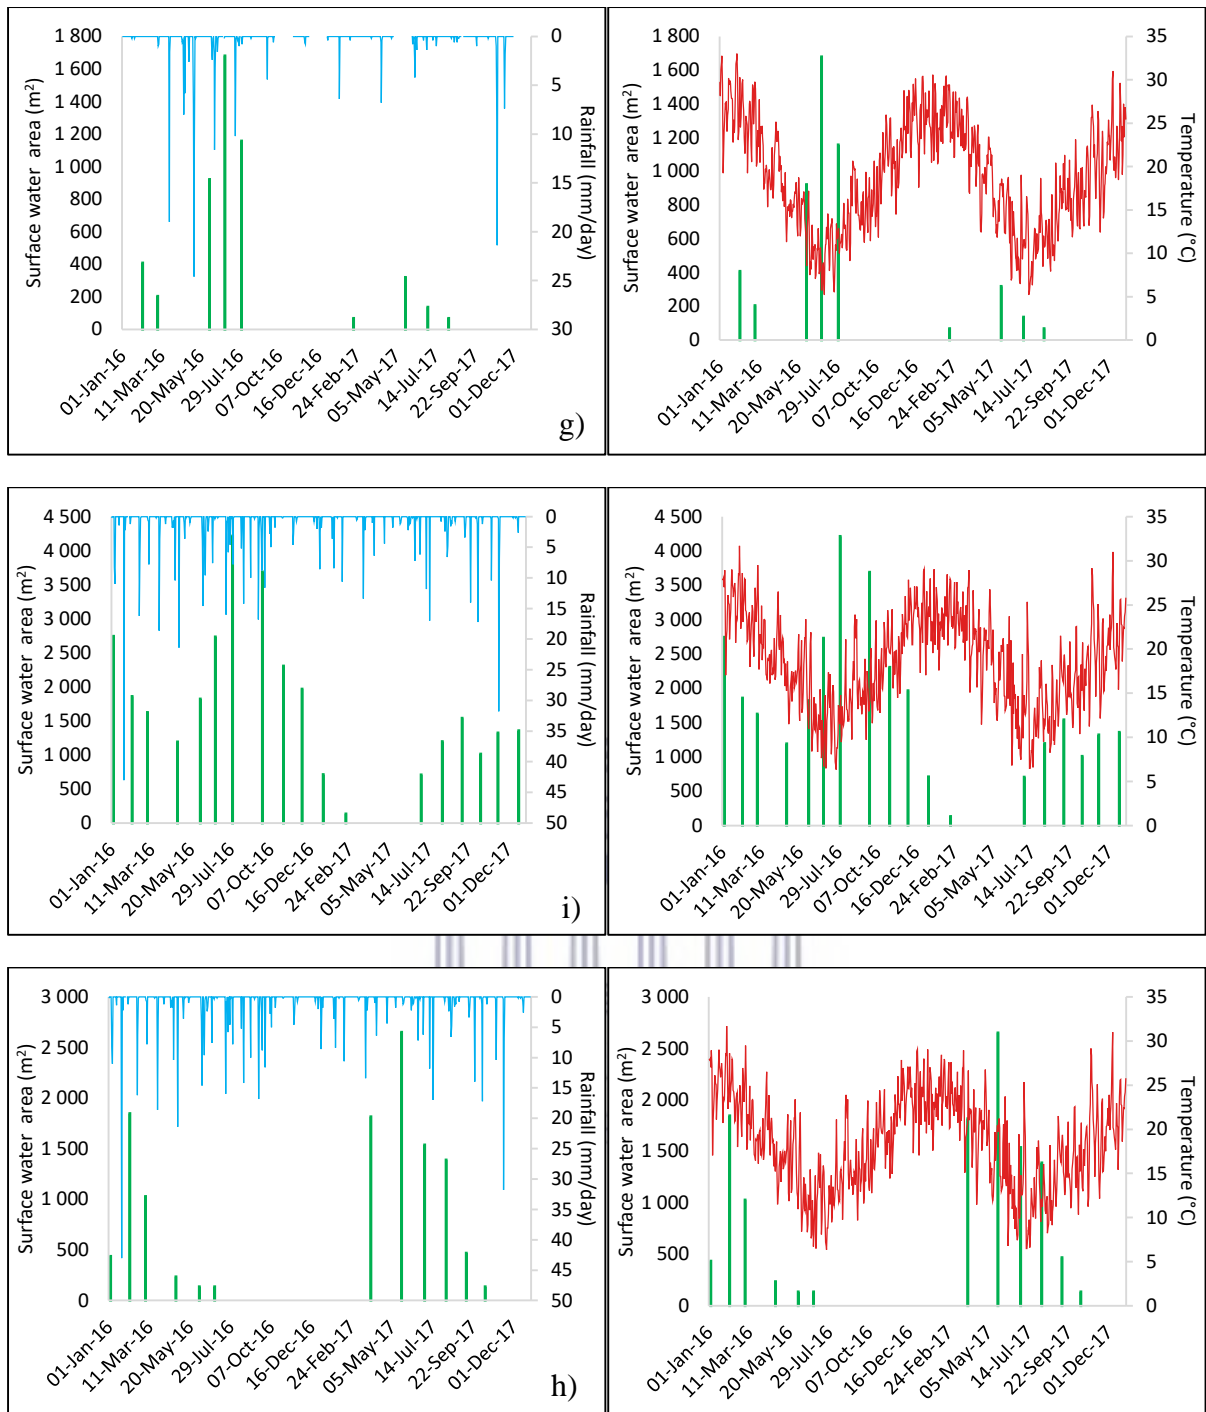 1 800
1 600
1 400
1 200
1 000
800
600
400
200
0
Surface water area (m²)
0
5
10
15
20
25
30
Rainfall (mm/day)
01-Jan-16
11-Mar-16
20-May-16
29-Jul-16
07-Oct-16
16-Dec-16
24-Feb-17
05-May-17
14-Jul-17
22-Sep-17
01-Dec-17
g)
1 800
1 600
1 400
1 200
1 000
800
600
400
200
0
Surface water area (m²)
35
30
25
20
15
10
5
0
Temperature (°C)
01-Jan-16
11-Mar-16
20-May-16
29-Jul-16
07-Oct-16
16-Dec-16
24-Feb-17
05-May-17
14-Jul-17
22-Sep-17
01-Dec-17
4 500
4 000
3 500
3 000
2 500
2 000
1 500
1 000
500
0
Surface water area (m²)
0
5
10
15
20
25
30
35
40
45
50
Rainfall (mm/day)
01-Jan-16
11-Mar-16
20-May-16
29-Jul-16
07-Oct-16
16-Dec-16
24-Feb-17
05-May-17
14-Jul-17
22-Sep-17
01-Dec-17
i)
4 500
4 000
3 500
3 000
2 500
2 000
1 500
1 000
500
0
Surface water area (m²)
35
30
25
20
15
10
5
0
Temperature (°C)
01-Jan-16
11-Mar-16
20-May-16
29-Jul-16
07-Oct-16
16-Dec-16
24-Feb-17
05-May-17
14-Jul-17
22-Sep-17
01-Dec-17
3 000
2 500
2 000
1 500
1 000
500
0
Surface water area (m²)
0
5
10
15
20
25
30
35
40
45
50
Rainfall (mm/day)
01-Jan-16
11-Mar-16
20-May-16
29-Jul-16
07-Oct-16
16-Dec-16
24-Feb-17
05-May-17
14-Jul-17
22-Sep-17
01-Dec-17
h)
3 000
2 500
2 000
1 500
1 000
500
0
Surface water area (m²)
35
30
25
20
15
10
5
0
Temperature (°C)
01-Jan-16
11-Mar-16
20-May-16
29-Jul-16
07-Oct-16
16-Dec-16
24-Feb-17
05-May-17
14-Jul-17
22-Sep-17
01-Dec-17